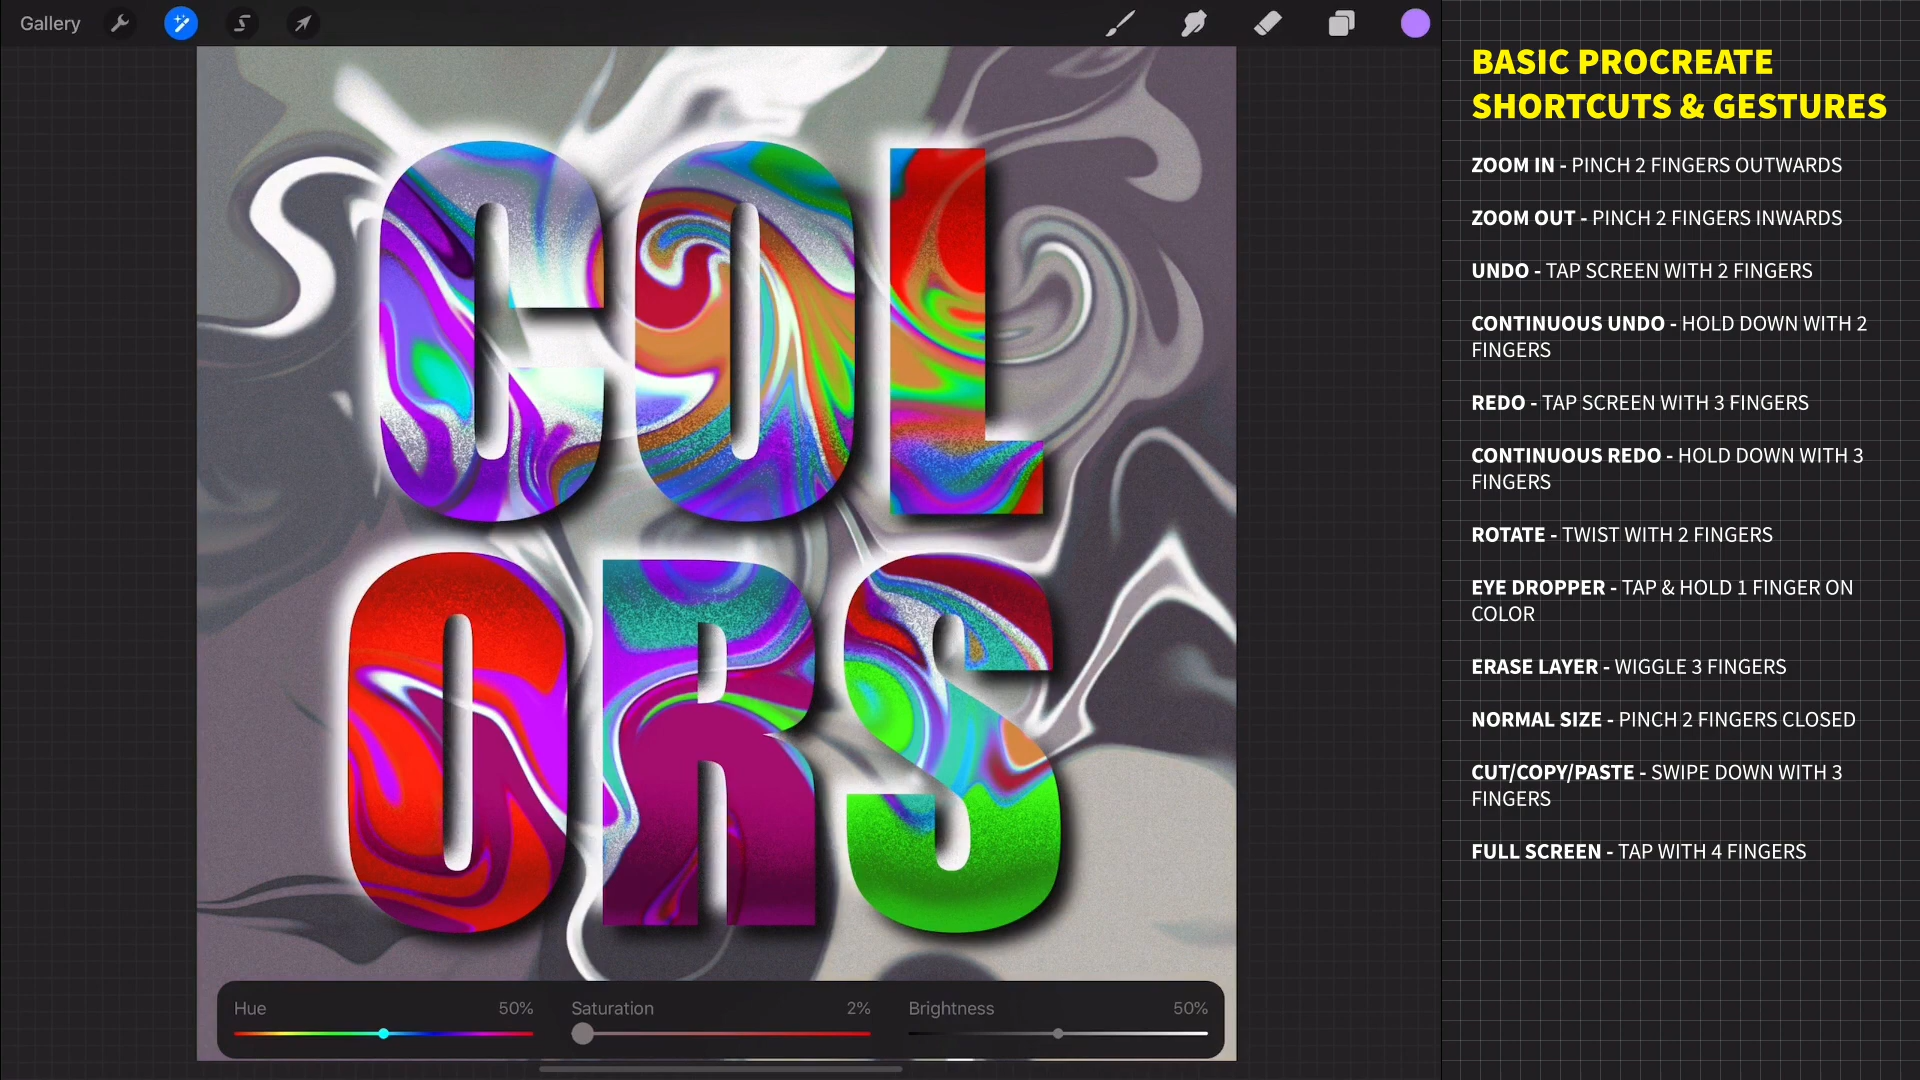 Gallery
COL
ORS
Hue 50% Saturation 2% Brightness 50%
BASIC PROCREATE
SHORTCUTS & GESTURES
ZOOM IN - PINCH 2 FINGERS OUTWARDS
ZOOM OUT - PINCH 2 FINGERS INWARDS
UNDO - TAP SCREEN WITH 2 FINGERS
CONTINUOUS UNDO - HOLD DOWN WITH 2
FINGERS
REDO - TAP SCREEN WITH 3 FINGERS
CONTINUOUS REDO - HOLD DOWN WITH 3
FINGERS
ROTATE - TWIST WITH 2 FINGERS
EYE DROPPER - TAP & HOLD 1 FINGER ON
COLOR
ERASE LAYER - WIGGLE 3 FINGERS
NORMAL SIZE - PINCH 2 FINGERS CLOSED
CUT/COPY/PASTE - SWIPE DOWN WITH 3
FINGERS
FULL SCREEN - TAP WITH 4 FINGERS